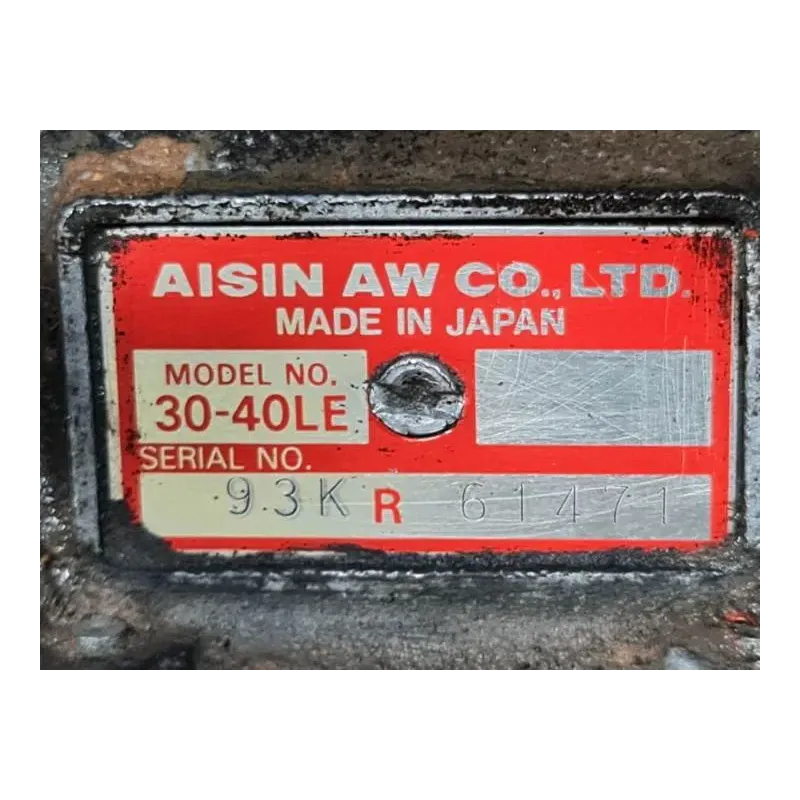 AISIN AW CO., LTD.
MADE IN JAPAN
MODEL NO.
30-40LE
SERIAL NO.
93K R 61471